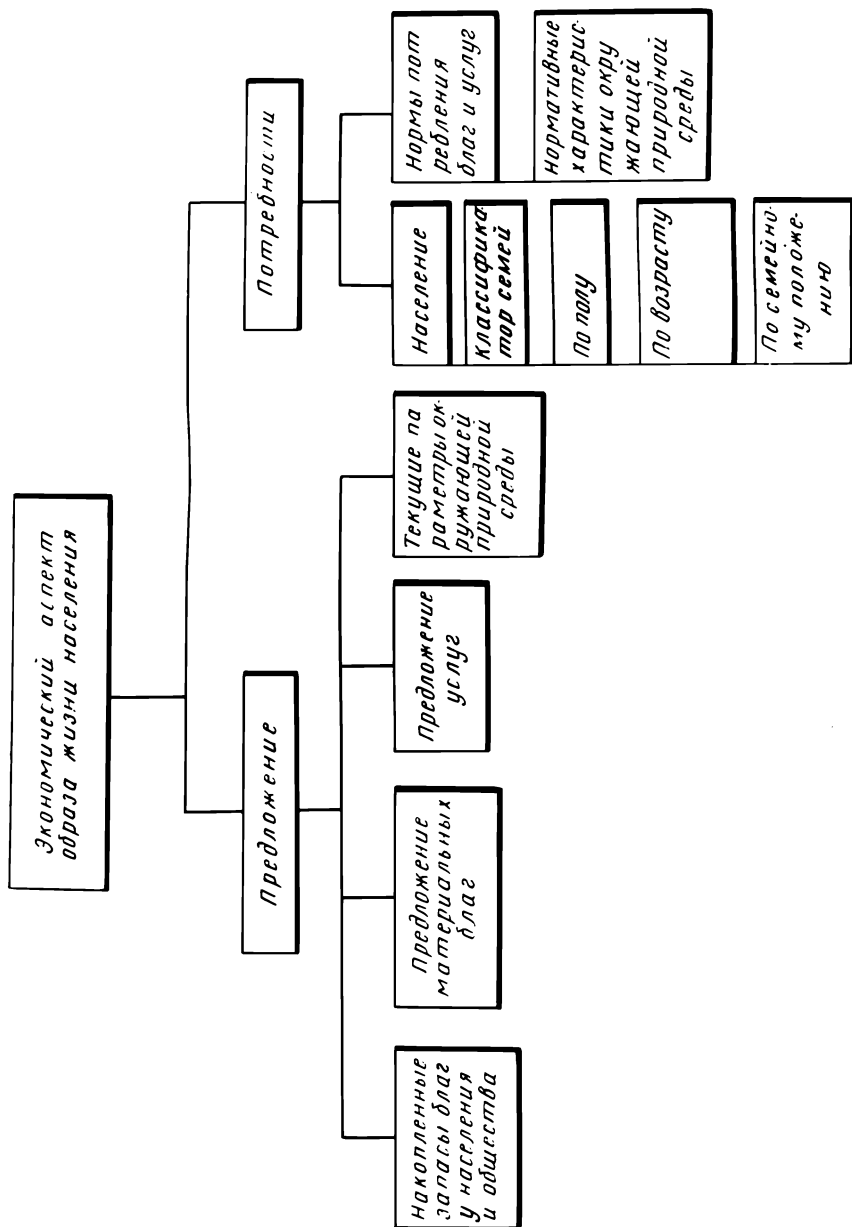 Экономический аспект
образа жизни населения
Предложение
Потребности
Накопленные
запасы благ
у населения
и общества
Предложение
материальных
благ
Предложение
услуг
Текущие па
раметры ок-
ружающей
природной
среды
Население
Классифика-
тор семей
По полу
По возрасту
По семейно-
му положе-
нию
Нормы пот
ребления
благ и услуг
Нормативные
характерис-
тики окру
жающей
природной
среды